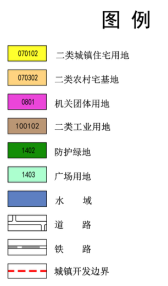 图 例
070102 二类城镇住宅用地
070302 二类农村宅基地
0801 机关团体用地
100102 二类工业用地
1402 防护绿地
1403 广场用地
水 域
道 路
铁 路
城镇开发边界